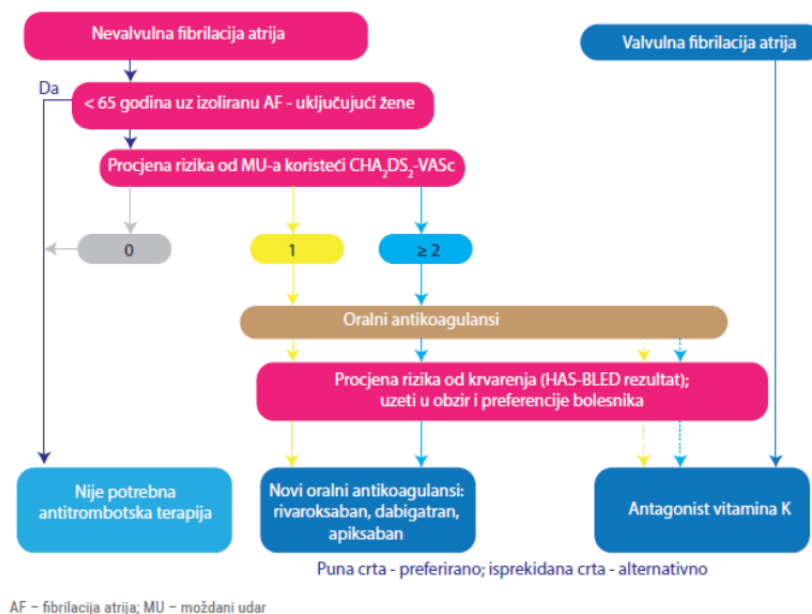 Nevalvulna fibrilacija atrija
Valvulna fibrilacija atrija
Da
< 65 godina uz izoliranu AF - uključujući žene
Procjena rizika od MU-a koristeći CHA₂DS₂-VASc
0
1
≥ 2
Oralni antikoagulansi
Procjena rizika od krvarenja (HAS-BLED rezultat);
uzeti u obzir i preferencije bolesnika
Nije potrebna
antitrombotska terapija
Novi oralni antikoagulansi:
rivaroksaban, dabigatran,
apiksaban
Antagonist vitamina K
Puna crta - preferirano; isprekidana crta - alternativno
AF – fibrilacija atrija; MU – moždani udar